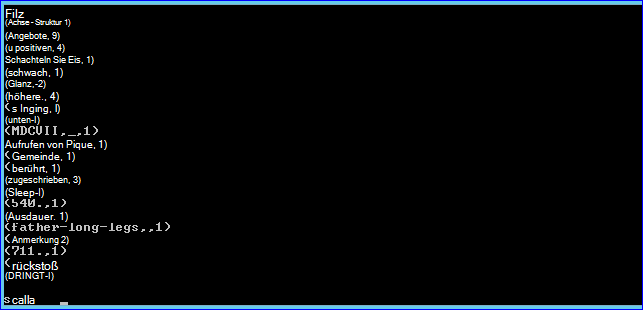 Filz
(Achse - Struktur 1)
(Angebote, 9)
(u positiven, 4)
Schachteln Sie Eis, 1)
(schwach, 1)
(Glanz,-2)
(höhere., 4)
(s Inging, l)
(unten-l)
(MDCVII,_,1)
Aufrufen von Pique, 1)
(Gemeinde, 1)
(berührt, 1)
(zugeschrieben, 3)
(Sleep-l)
(540.,1)
(Ausdauer. 1)
(father-long-legs,,1)
(Anmerkung 2)
(711.,1)
(rückstoß
(DRINGT-l)
s calla _